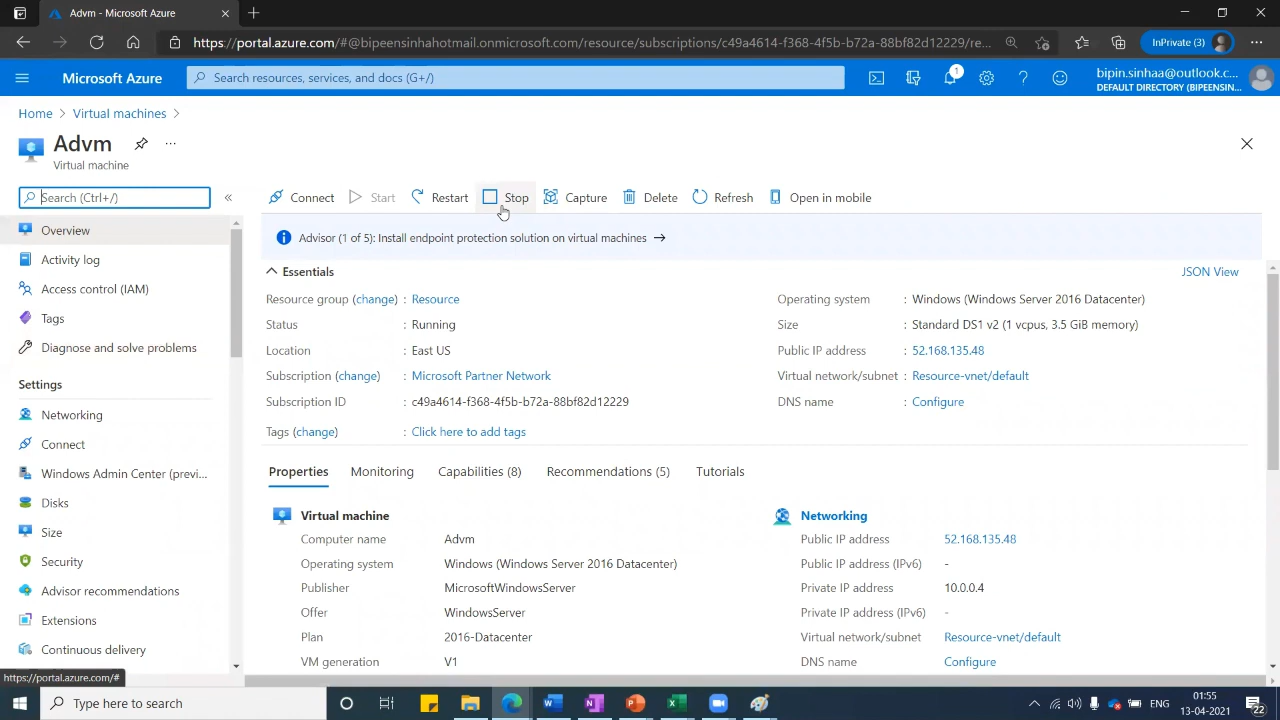 Advm - Microsoft Azure
https://portal.azure.com/#@bipeensinhahotmail.onmicrosoft.com/resource/subscriptions/c49a4614-f368-4f5b-b72a-88bf82d12229/re...
InPrivate (3)
Microsoft Azure
Search resources, services, and docs (G+/)
1
bipin.sinhaa@outlook.c...
DEFAULT DIRECTORY (BIPEENSIN...
Home > Virtual machines >
Advm
Virtual machine
Search (Ctrl+/)
«
Connect Start Restart Stop Capture Delete Refresh Open in mobile
Overview
Activity log
Access control (IAM)
Tags
Diagnose and solve problems
Settings
Networking
Connect
Windows Admin Center (previ...
Disks
Size
Security
Advisor recommendations
Extensions
Continuous delivery
https://portal.azure.com/#
Advisor (1 of 5): Install endpoint protection solution on virtual machines →
Essentials
JSON View
Resource group (change) : Resource
Status : Running
Location : East US
Subscription (change) : Microsoft Partner Network
Subscription ID : c49a4614-f368-4f5b-b72a-88bf82d12229
Tags (change) : Click here to add tags
Operating system : Windows (Windows Server 2016 Datacenter)
Size : Standard DS1 v2 (1 vcpus, 3.5 GiB memory)
Public IP address : 52.168.135.48
Virtual network/subnet : Resource-vnet/default
DNS name : Configure
Properties Monitoring Capabilities (8) Recommendations (5) Tutorials
Virtual machine
Computer name Advm
Operating system Windows (Windows Server 2016 Datacenter)
Publisher MicrosoftWindowsServer
Offer WindowsServer
Plan 2016-Datacenter
VM generation V1
Networking
Public IP address 52.168.135.48
Public IP address (IPv6) -
Private IP address 10.0.0.4
Private IP address (IPv6) -
Virtual network/subnet Resource-vnet/default
DNS name Configure
Type here to search
ENG
01:55
13-04-2021
22